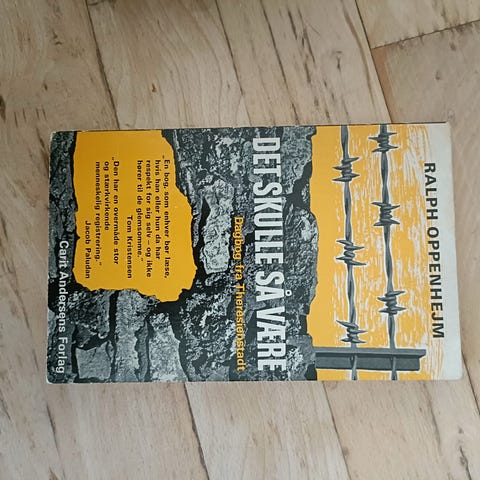 RALPH OPPENHEJM
DET SKULLE SÅ VÆRE
Dagbog fra Theresienstadt
„En bog, som enhver bør læse,
hvis han eller hun da har
respekt for sig selv – og ikke
hører til de glemsomme.”
Tom Kristensen
„Den har en overmåde stor
og stærkvirkende
menneskelig registrering.”
Jacob Paludan
Carit Andersens Forlag